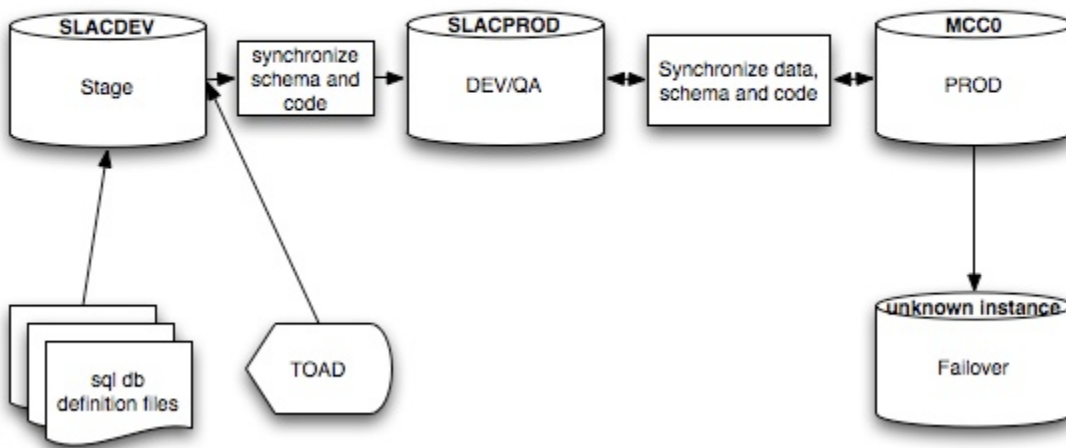 SLACDEV
Stage
synchronize
schema and
code
SLACPROD
DEV/QA
Synchronize data,
schema and code
MCC0
PROD
sql db
definition files
TOAD
unknown instance
Failover